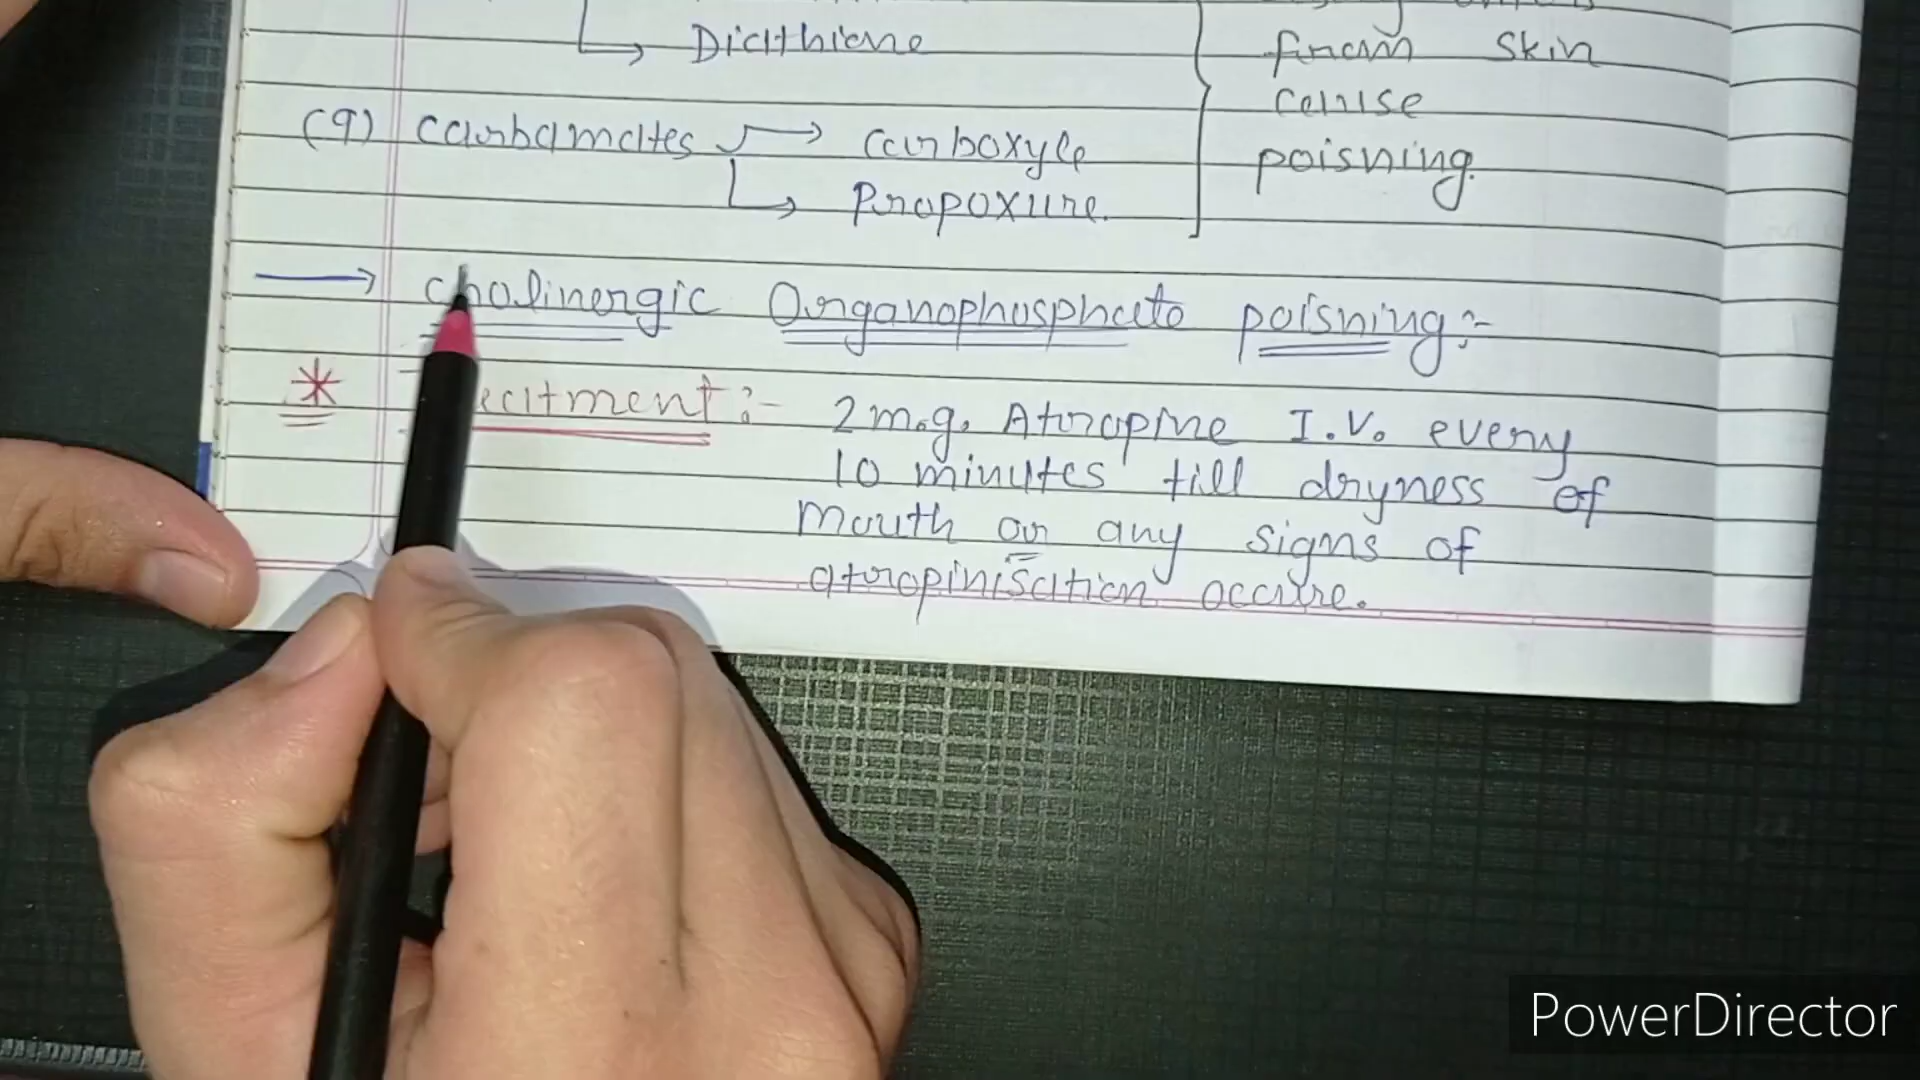 Diathione
from skin
cause
(9) carbamates → carboxyle
poisning.
→ Propoxure.
→ cholinergic Organophosphate poisning:-
* Treatment :- 2 m.g. Atropine I.V. every
10 minutes till dryness of
mouth or any signs of
atropinisation occure.
PowerDirector